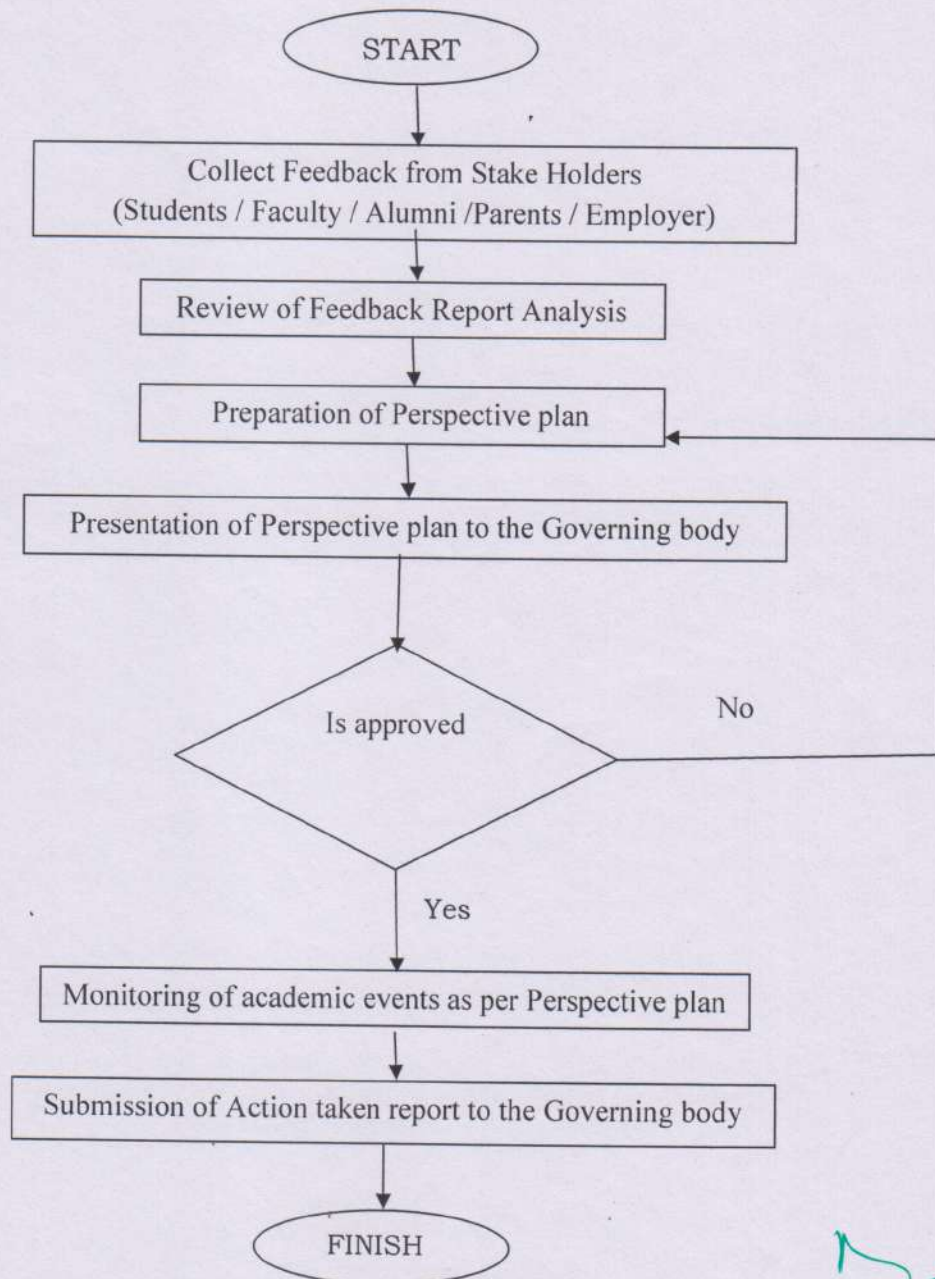 START
Collect Feedback from Stake Holders
(Students / Faculty / Alumni /Parents / Employer)
Review of Feedback Report Analysis
Preparation of Perspective plan
Presentation of Perspective plan to the Governing body
Is approved
No
Yes
Monitoring of academic events as per Perspective plan
Submission of Action taken report to the Governing body
FINISH